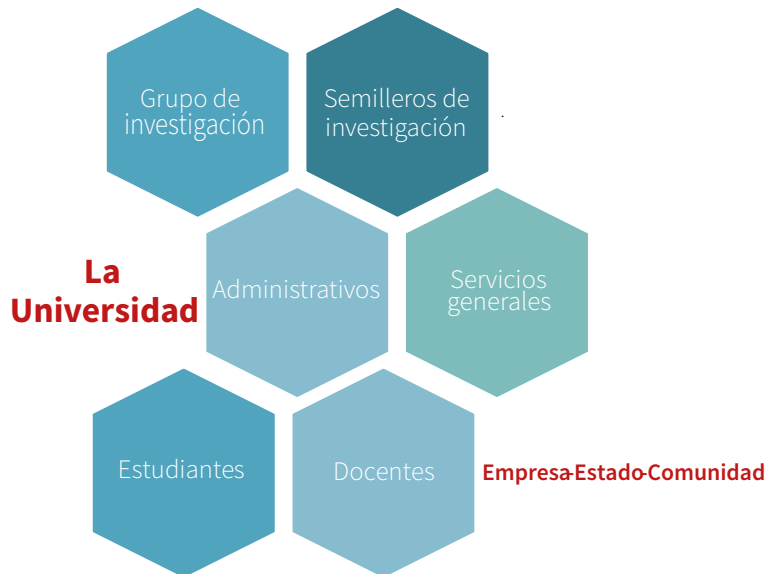 Grupo de
investigación
Semilleros de
investigación
.
La
Universidad
Administrativos
Servicios
generales
Estudiantes
Docentes
Empresa-Estado-Comunidad